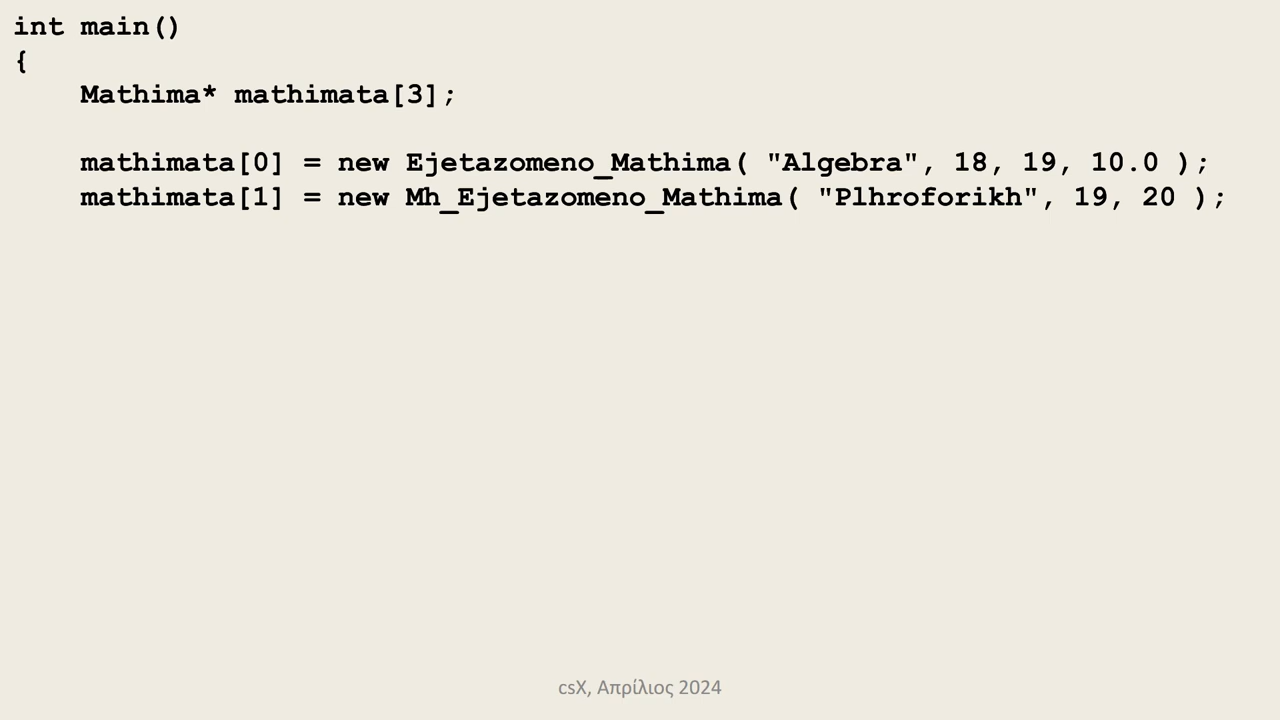 int main()
{
Mathima* mathimata[3];
mathimata[0] = new Ejetazomeno_Mathima( "Algebra", 18, 19, 10.0 );
mathimata[1] = new Mh_Ejetazomeno_Mathima( "Plhroforikh", 19, 20 );
csX, Απρίλιος 2024